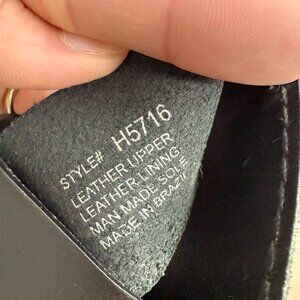 STYLE# H5716
LEATHER UPPER
LEATHER LINING
MAN MADE SOLE
MADE IN BRAZIL